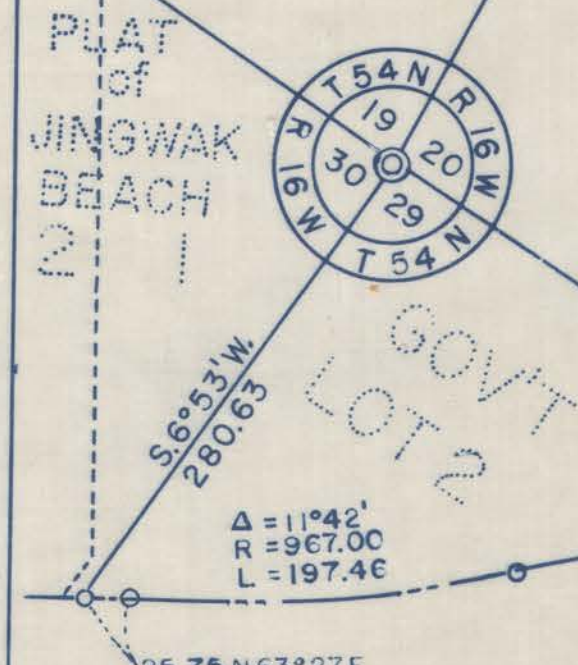 PLAT
of
JINGWAK
BEACH
2 1
T 54 N
R 16 W
R 16 W
T 54 N
19
20
30
29
GOV'T
LOT 2
S.6°53'W.
280.63
Δ = 11°42'
R = 967.00
L = 197.46